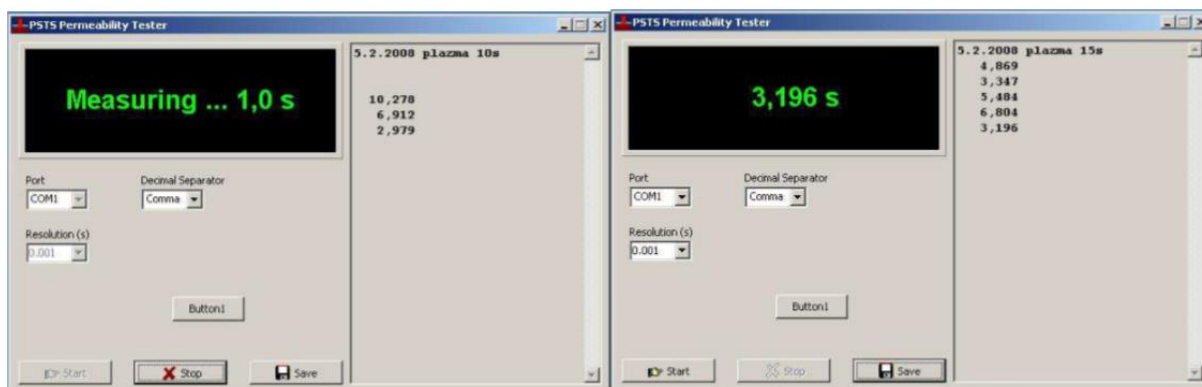 PSTS Permeability Tester
Measuring ... 1,0 s
5.2.2008 plazma 10s
10,278
6,912
2,979
Port
Decimal Separator
COM1
Comma
Resolution (s)
0.001
Button1
Start
Stop
Save
PSTS Permeability Tester
3,196 s
5.2.2008 plazma 15s
4,869
3,347
5,484
6,804
3,196
Port
Decimal Separator
COM1
Comma
Resolution (s)
0.001
Button1
Start
Stop
Save